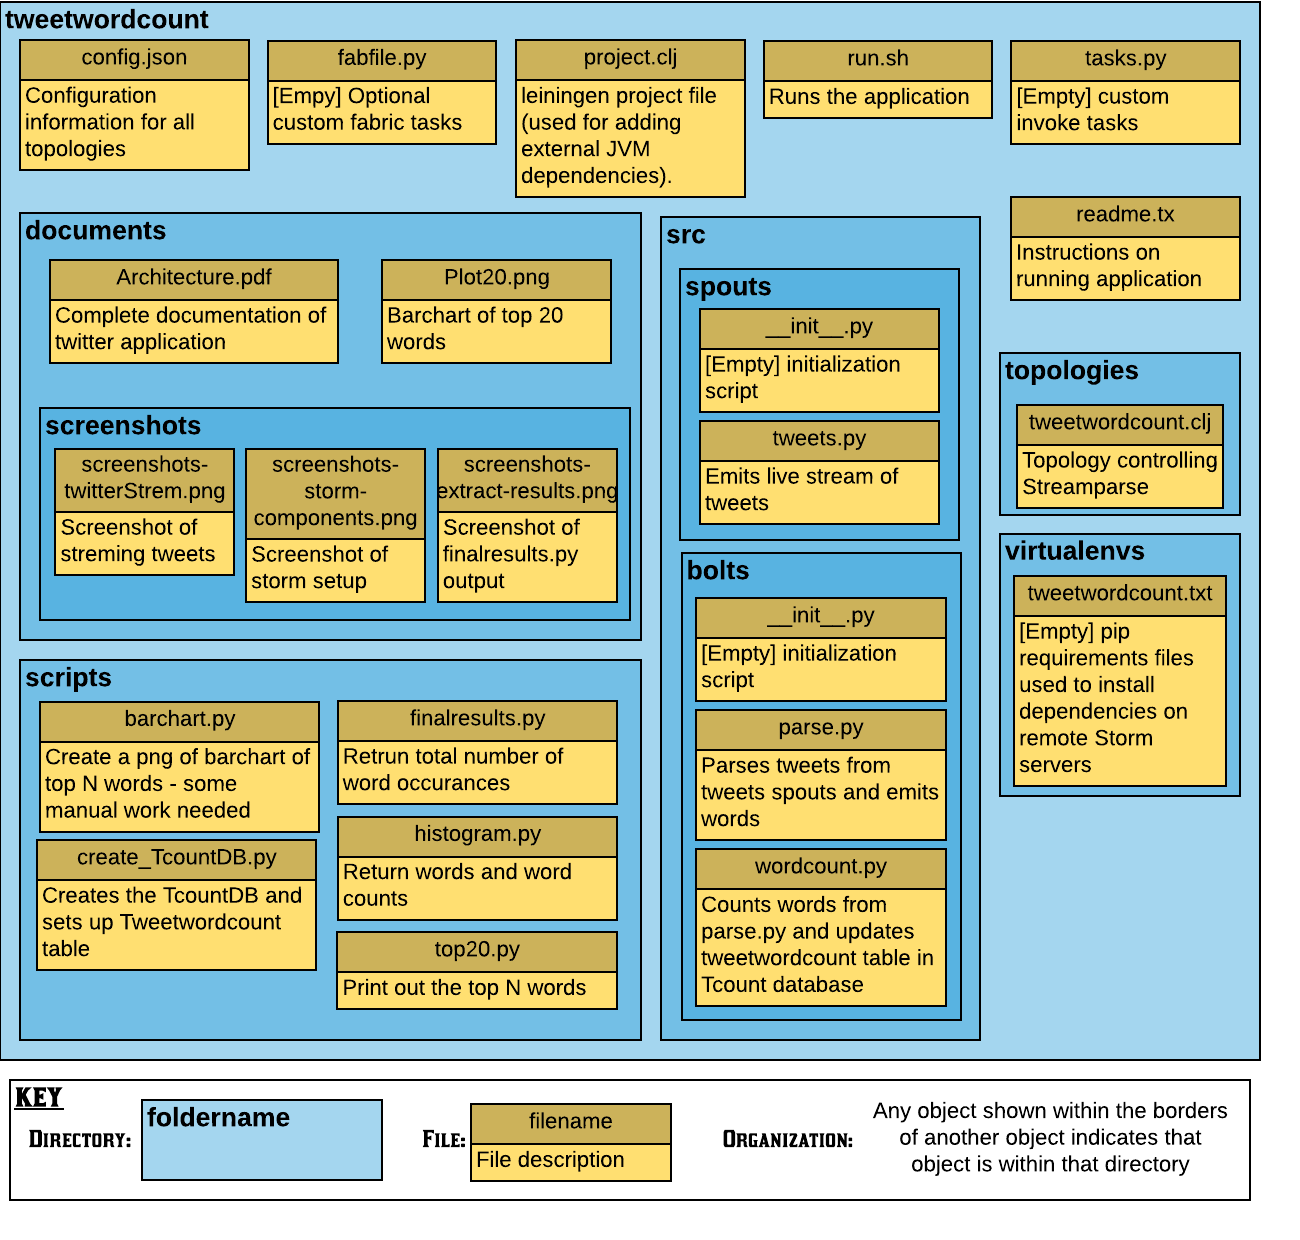 tweetwordcount
config.json
Configuration
information for all
topologies
fabfile.py
[Empy] Optional
custom fabric tasks
project.clj
leiningen project file
(used for adding
external JVM
dependencies).
run.sh
Runs the application
tasks.py
[Empty] custom
invoke tasks
readme.tx
Instructions on
running application
documents
Architecture.pdf
Complete documentation of
twitter application
Plot20.png
Barchart of top 20
words
screenshots
screenshots-
twitterStrem.png
Screenshot of
streming tweets
screenshots-
storm-
components.png
Screenshot of
storm setup
screenshots-
extract-results.png
Screenshot of
finalresults.py
output
scripts
barchart.py
Create a png of barchart of
top N words - some
manual work needed
create_TcountDB.py
Creates the TcountDB and
sets up Tweetwordcount
table
finalresults.py
Retrun total number of
word occurances
histogram.py
Return words and word
counts
top20.py
Print out the top N words
src
spouts
__init__.py
[Empty] initialization
script
tweets.py
Emits live stream of
tweets
bolts
__init__.py
[Empty] initialization
script
parse.py
Parses tweets from
tweets spouts and emits
words
wordcount.py
Counts words from
parse.py and updates
tweetwordcount table in
Tcount database
topologies
tweetwordcount.clj
Topology controlling
Streamparse
virtualenvs
tweetwordcount.txt
[Empty] pip
requirements files
used to install
dependencies on
remote Storm
servers
KEY
DIRECTORY:
foldername
FILE:
filename
File description
ORGANIZATION:
Any object shown within the borders
of another object indicates that
object is within that directory